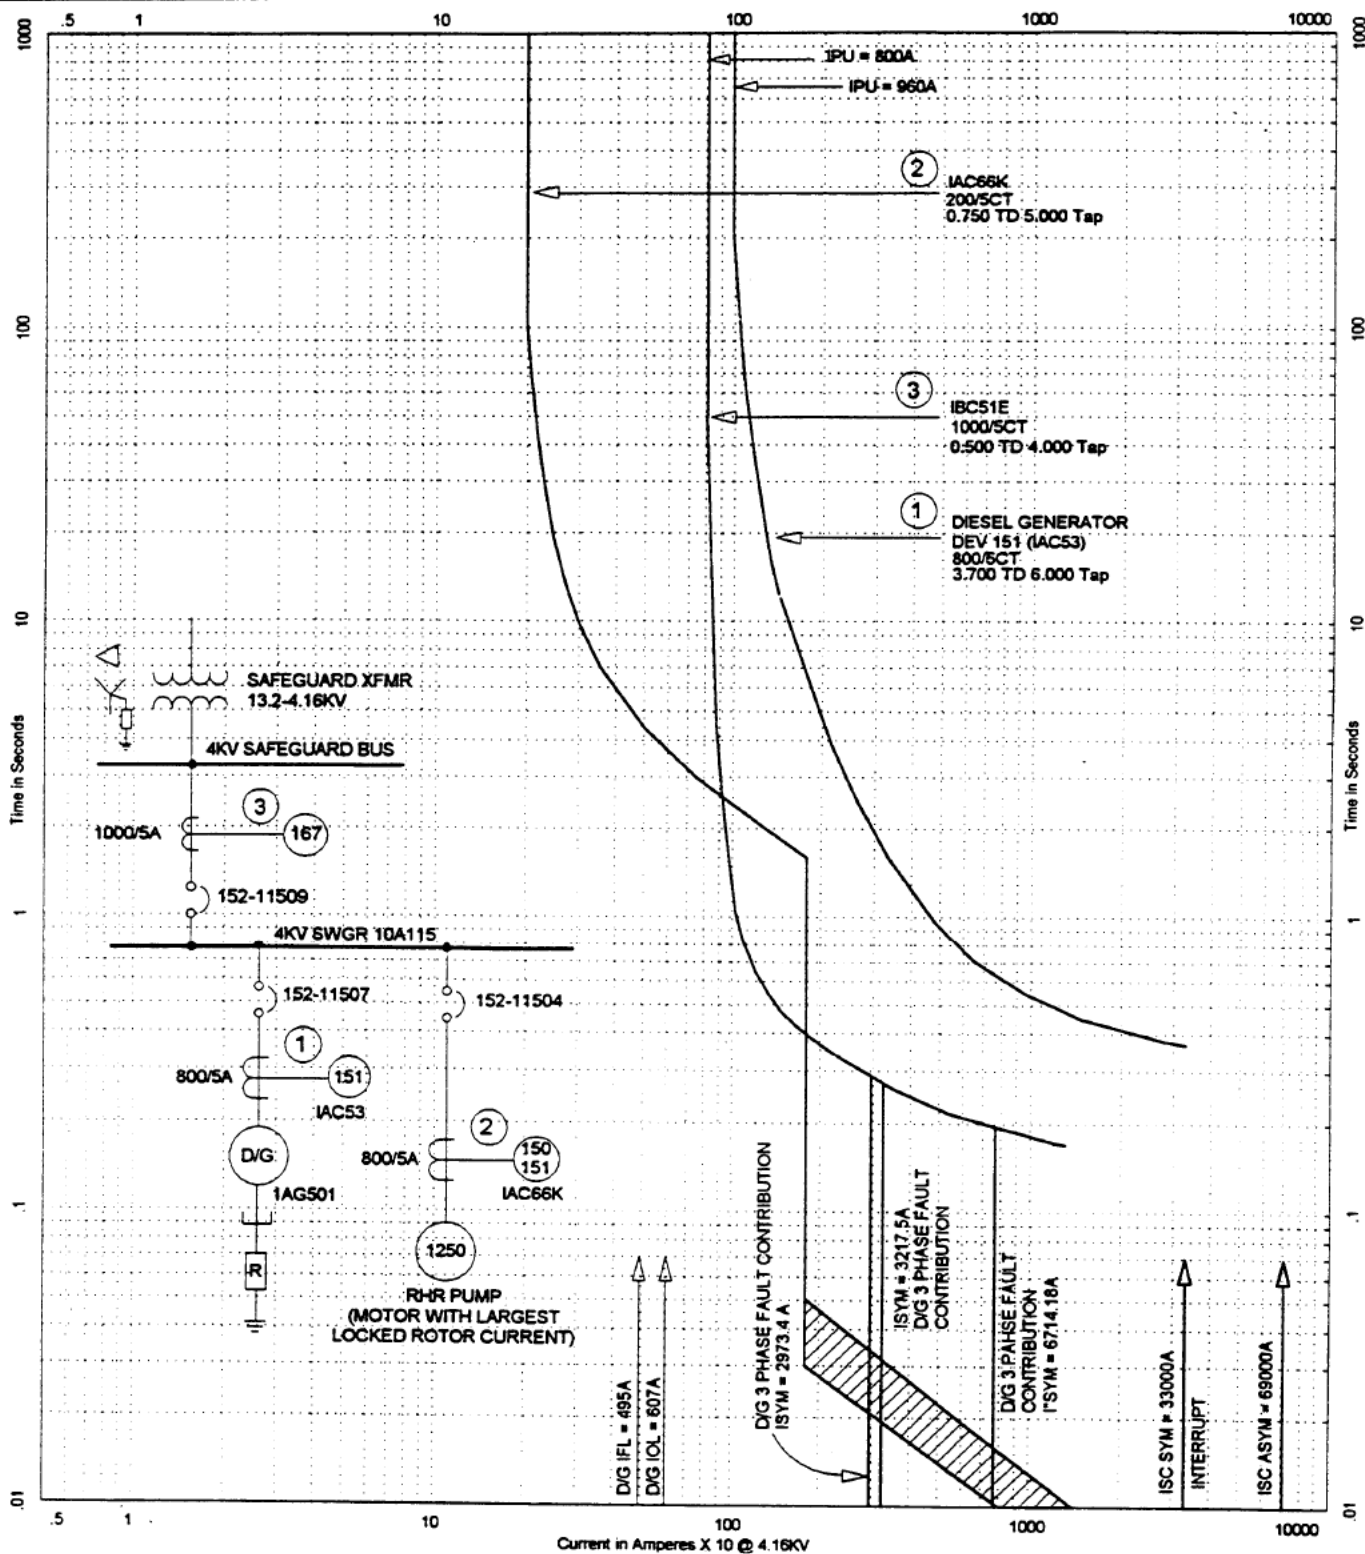 .5 1 10 100 1000 10000
1000
1000
IPU = 800A
IPU = 960A
2
IAC66K
200/5CT
0.750 TD 5.000 Tap
100
100
3
IBC51E
1000/5CT
0.500 TD 4.000 Tap
1
DIESEL GENERATOR
DEV 151 (IAC53)
800/5CT
3.700 TD 6.000 Tap
10
10
SAFEGUARD XFMR
13.2-4.16KV
4KV SAFEGUARD BUS
Time in Seconds
Time in Seconds
3
1000/5A
167
152-11509
1
1
4KV SWGR 10A115
152-11507
152-11504
1
800/5A
151
IAC53
2
800/5A
150
151
IAC66K
D/G
1AG501
.1
.1
R
1250
RHR PUMP
(MOTOR WITH LARGEST
LOCKED ROTOR CURRENT)
D/G IFL = 495A
D/G IOL = 607A
D/G 3 PHASE FAULT CONTRIBUTION
ISYM = 2973.4 A
ISYM = 3217.5A
D/G 3 PHASE FAULT
CONTRIBUTION
D/G 3 PAHSE FAULT
CONTRIBUTION
I"SYM = 6714.18A
ISC SYM = 33000A
INTERRUPT
ISC ASYM = 69000A
.01
.01
.5 1 10 100 1000 10000
Current in Amperes X 10 @ 4.16KV